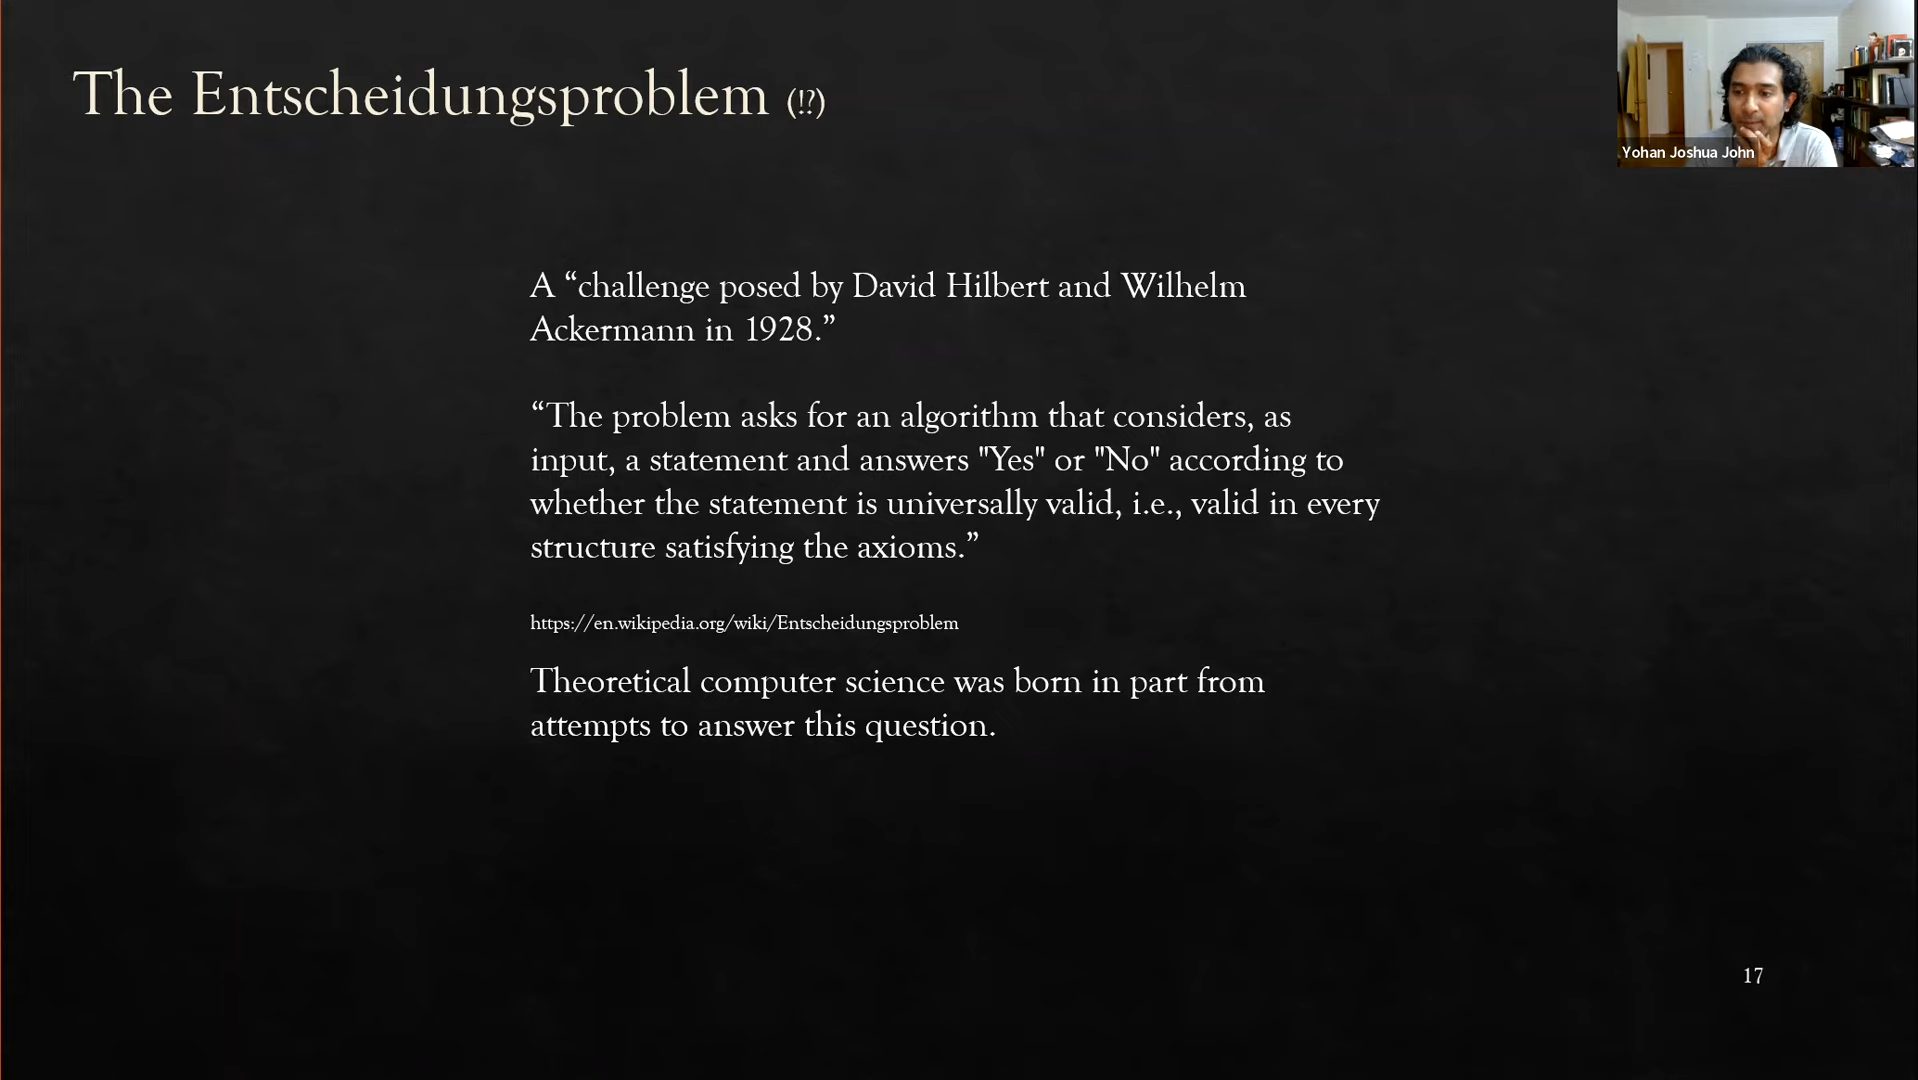 The Entscheidungsproblem (!?)
Yohan Joshua John
A “challenge posed by David Hilbert and Wilhelm
Ackermann in 1928.”
“The problem asks for an algorithm that considers, as
input, a statement and answers "Yes" or "No" according to
whether the statement is universally valid, i.e., valid in every
structure satisfying the axioms.”
https://en.wikipedia.org/wiki/Entscheidungsproblem
Theoretical computer science was born in part from
attempts to answer this question.
17